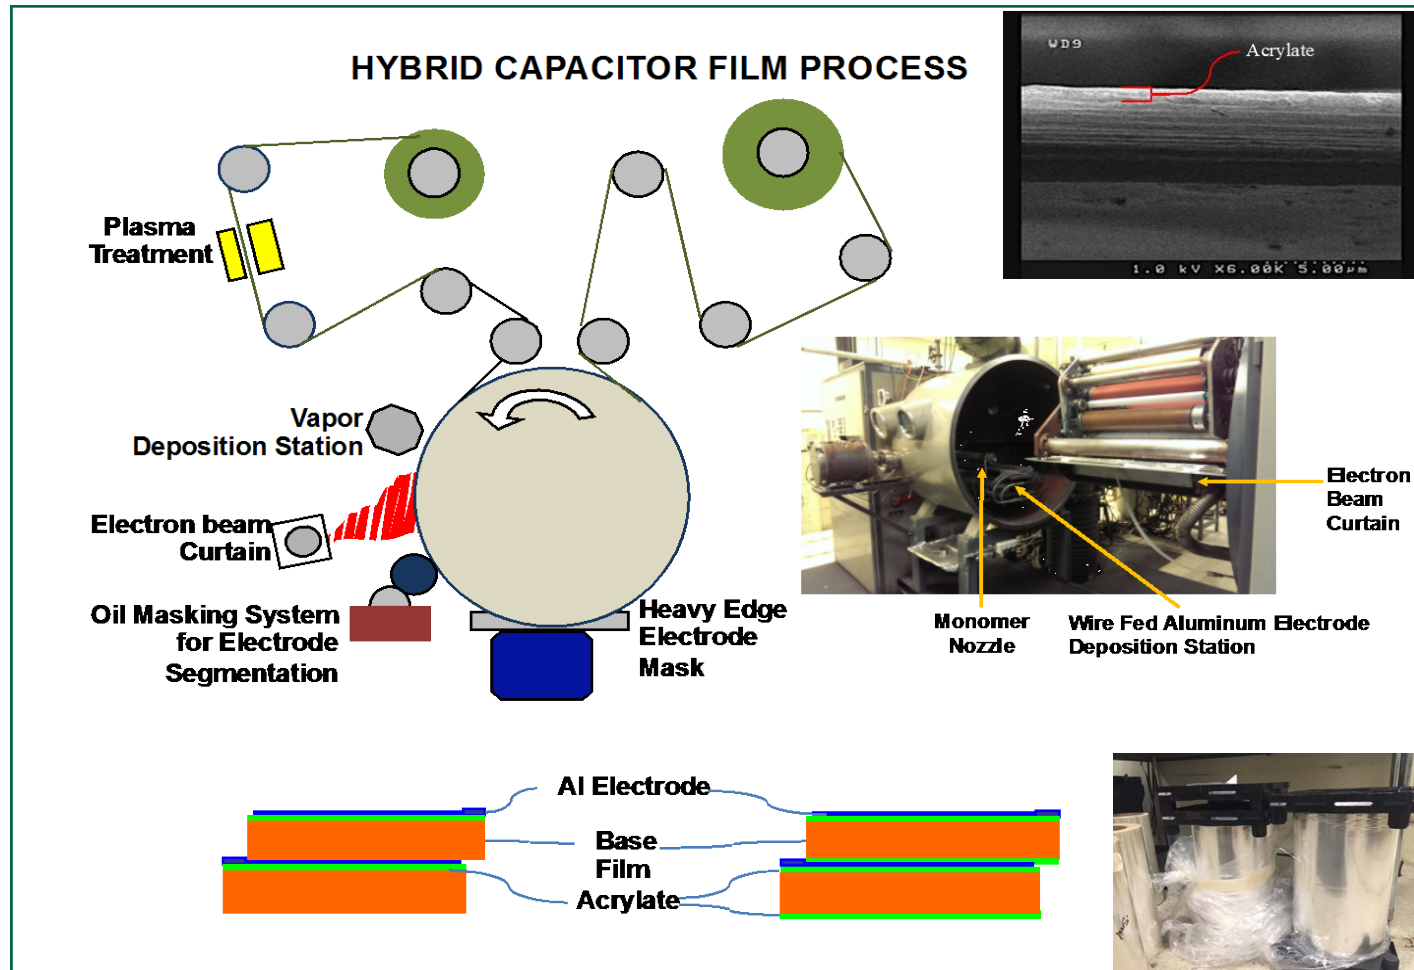 HYBRID CAPACITOR FILM PROCESS
WD9
Acrylate
1.0 kV X6.00K 5.00µm
Plasma
Treatment
Vapor
Deposition Station
Electron beam
Curtain
Oil Masking System
for Electrode
Segmentation
Heavy Edge
Electrode
Mask
Electron
Beam
Curtain
Monomer
Nozzle
Wire Fed Aluminum Electrode
Deposition Station
Al Electrode
Base
Film
Acrylate